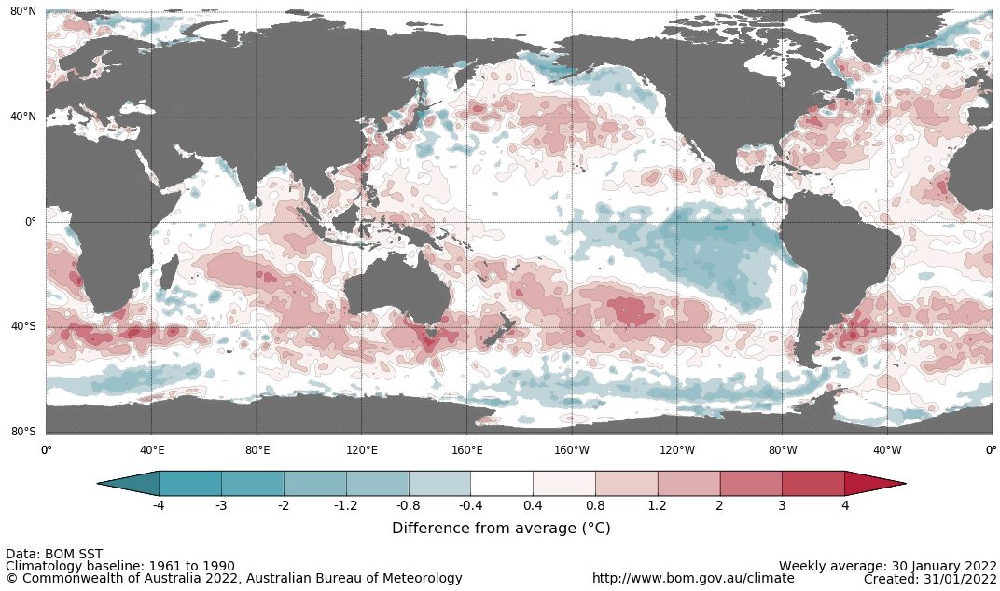 80°N
40°N
0°
40°S
80°S
0° 40°E 80°E 120°E 160°E 160°W 120°W 80°W 40°W 0°
-4 -3 -2 -1.2 -0.8 -0.4 0.4 0.8 1.2 2 3 4
Difference from average (°C)
Data: BOM SST
Climatology baseline: 1961 to 1990 Weekly average: 30 January 2022
© Commonwealth of Australia 2022, Australian Bureau of Meteorology http://www.bom.gov.au/climate Created: 31/01/2022